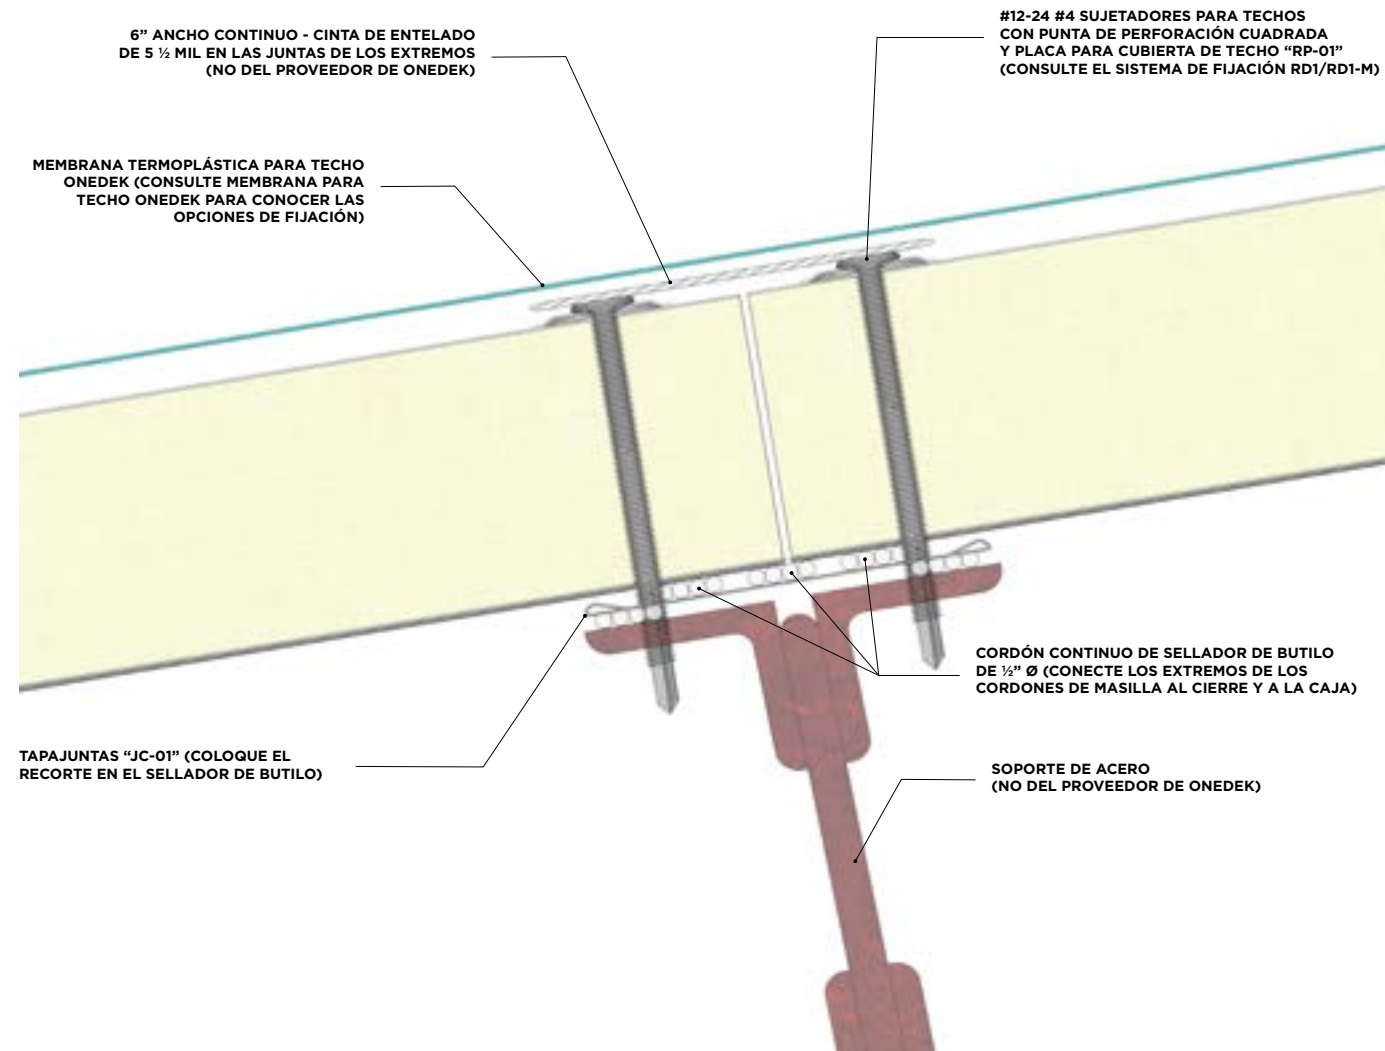 6” ANCHO CONTINUO - CINTA DE ENTELADO
DE 5 ½ MIL EN LAS JUNTAS DE LOS EXTREMOS
(NO DEL PROVEEDOR DE ONEDEK)
#12-24 #4 SUJETADORES PARA TECHOS
CON PUNTA DE PERFORACIÓN CUADRADA
Y PLACA PARA CUBIERTA DE TECHO “RP-01”
(CONSULTE EL SISTEMA DE FIJACIÓN RD1/RD1-M)
MEMBRANA TERMOPLÁSTICA PARA TECHO
ONEDEK (CONSULTE MEMBRANA PARA
TECHO ONEDEK PARA CONOCER LAS
OPCIONES DE FIJACIÓN)
CORDÓN CONTINUO DE SELLADOR DE BUTILO
DE ½” Ø (CONECTE LOS EXTREMOS DE LOS
CORDONES DE MASILLA AL CIERRE Y A LA CAJA)
TAPAJUNTAS “JC-01” (COLOQUE EL
RECORTE EN EL SELLADOR DE BUTILO)
SOPORTE DE ACERO
(NO DEL PROVEEDOR DE ONEDEK)